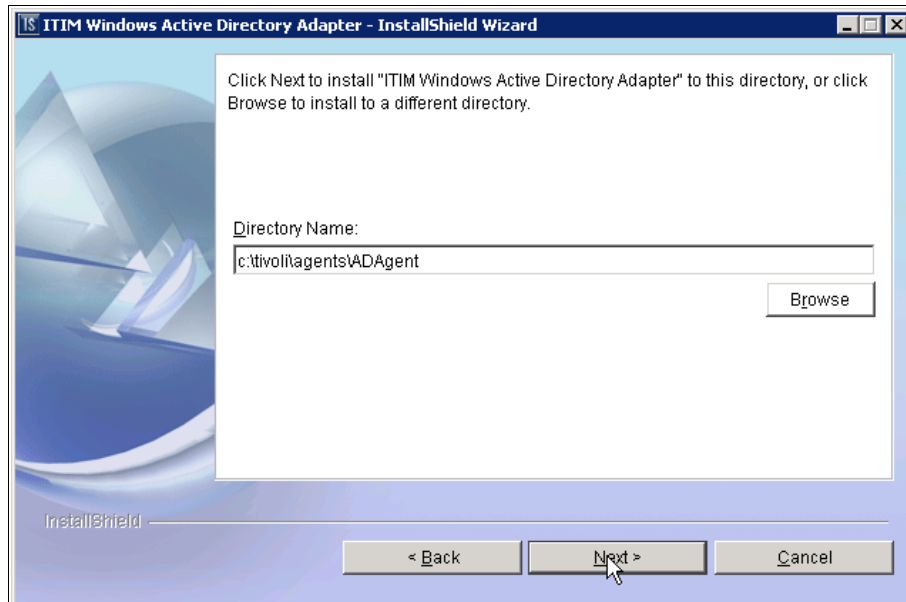 IS ITIM Windows Active Directory Adapter - InstallShield Wizard
Click Next to install "ITIM Windows Active Directory Adapter" to this directory, or click
Browse to install to a different directory.
Directory Name:
c:\tivoli\agents\ADAgent
Browse
InstallShield
< Back
Next >
Cancel